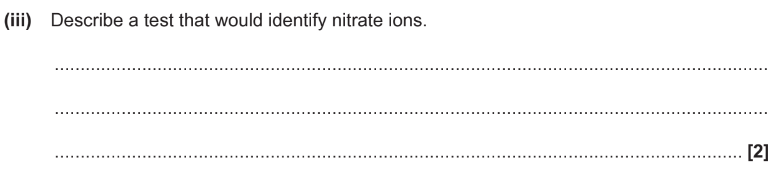 (iii) Describe a test that would identify nitrate ions.
................................................................................................................................
................................................................................................................................
............................................................................................................................ [2]